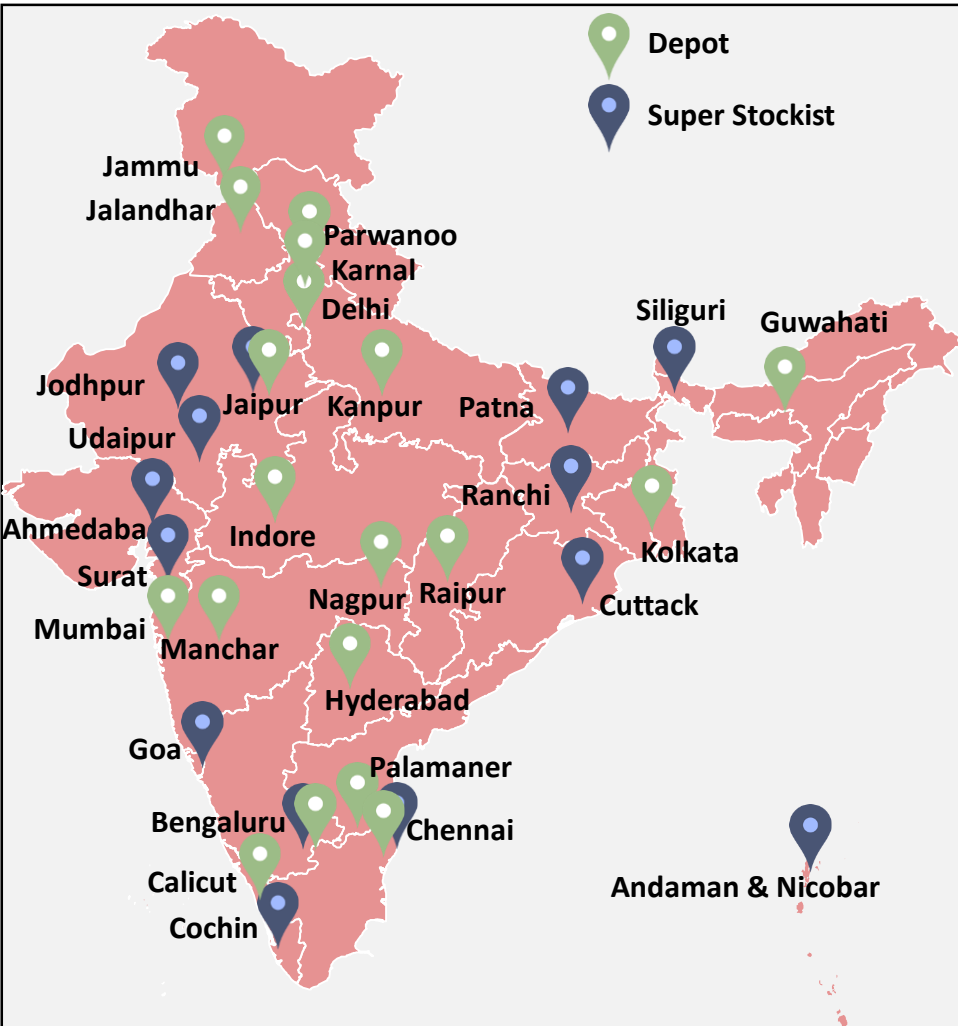 Depot
Super Stockist
Jammu
Jalandhar
Parwanoo
Karnal
Delhi
Siliguri
Guwahati
Jodhpur
Jaipur
Kanpur
Patna
Udaipur
Ranchi
Ahmedaba
Indore
Kolkata
Surat
Nagpur
Raipur
Cuttack
Mumbai
Manchar
Hyderabad
Goa
Palamaner
Bengaluru
Chennai
Calicut
Andaman & Nicobar
Cochin